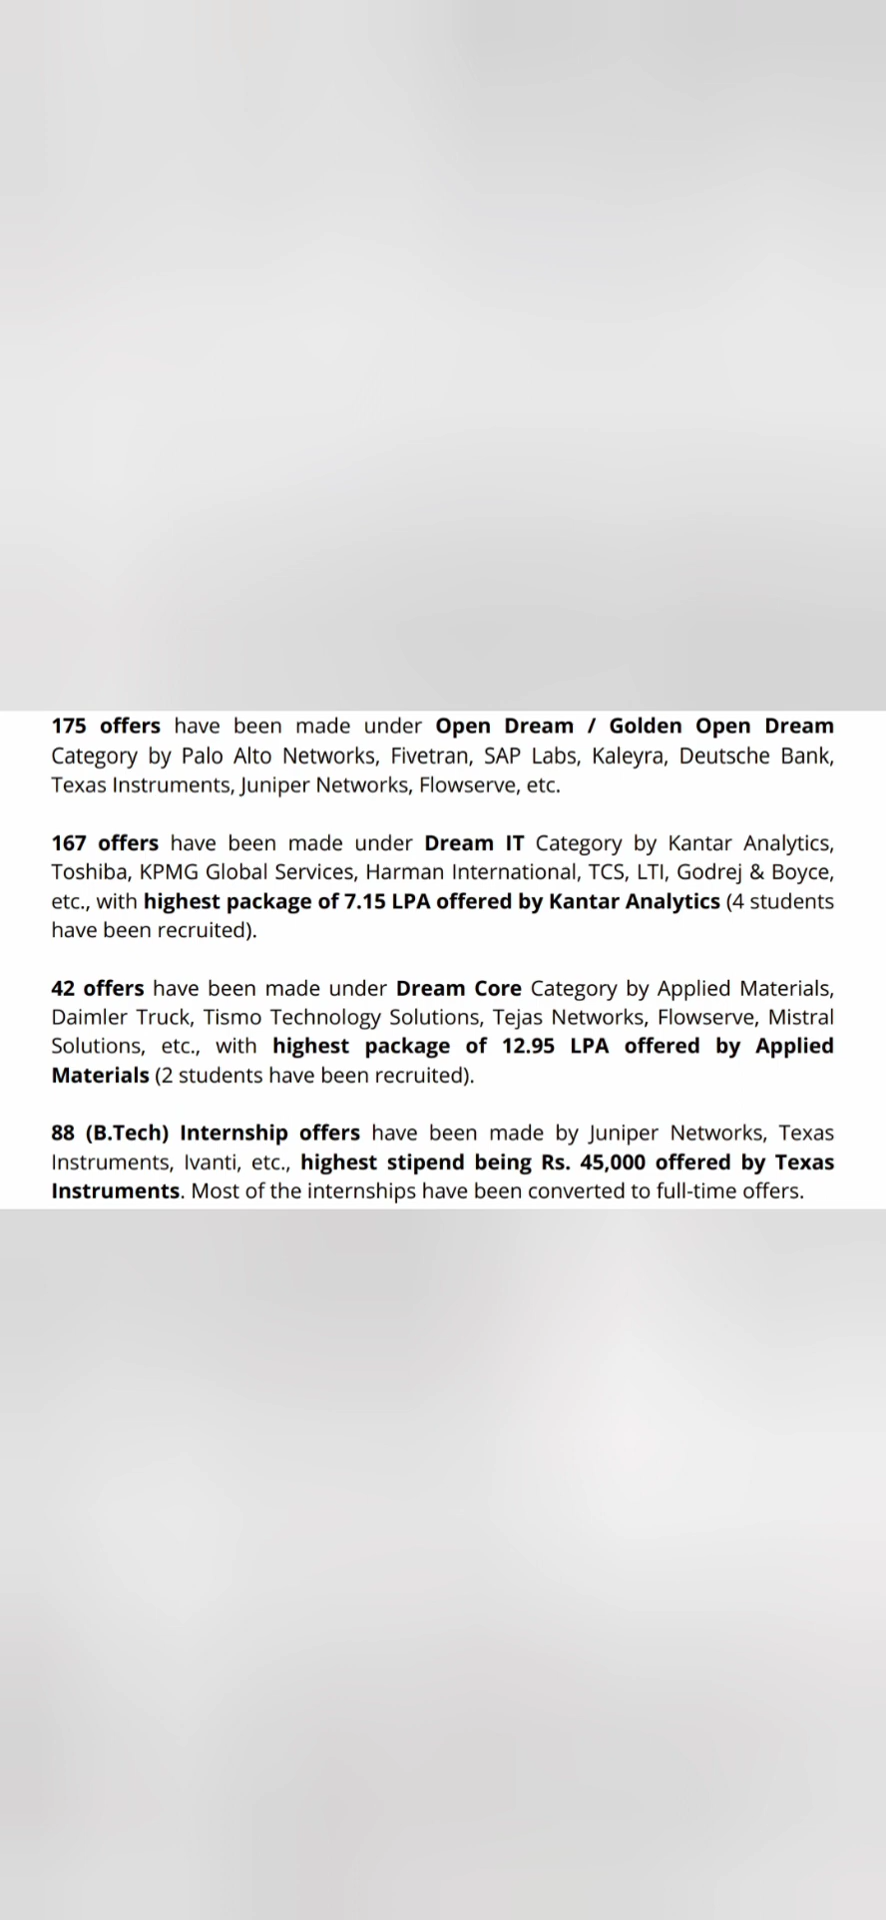 175 offers have been made under Open Dream / Golden Open Dream
Category by Palo Alto Networks, Fivetran, SAP Labs, Kaleyra, Deutsche Bank,
Texas Instruments, Juniper Networks, Flowserve, etc.
167 offers have been made under Dream IT Category by Kantar Analytics,
Toshiba, KPMG Global Services, Harman International, TCS, LTI, Godrej & Boyce,
etc., with highest package of 7.15 LPA offered by Kantar Analytics (4 students
have been recruited).
42 offers have been made under Dream Core Category by Applied Materials,
Daimler Truck, Tismo Technology Solutions, Tejas Networks, Flowserve, Mistral
Solutions, etc., with highest package of 12.95 LPA offered by Applied
Materials (2 students have been recruited).
88 (B.Tech) Internship offers have been made by Juniper Networks, Texas
Instruments, Ivanti, etc., highest stipend being Rs. 45,000 offered by Texas
Instruments. Most of the internships have been converted to full-time offers.